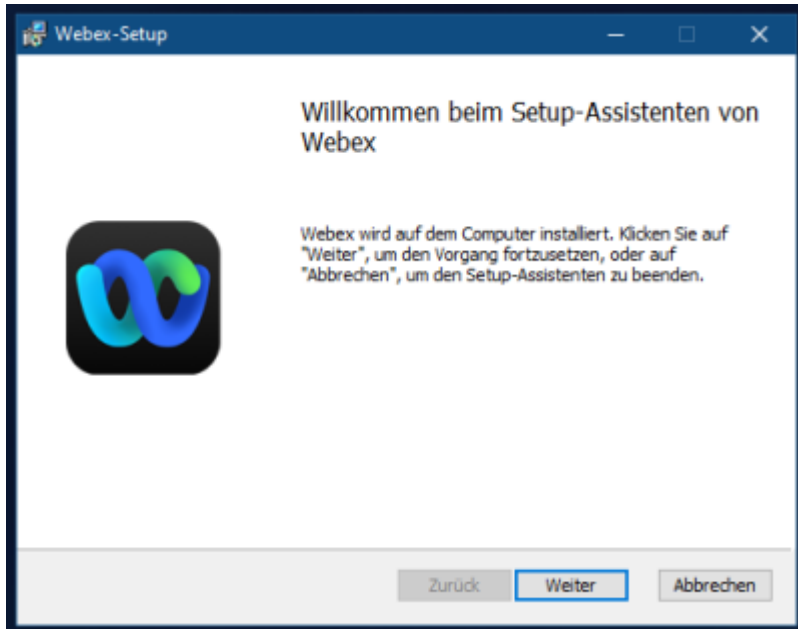 Webex-Setup
Willkommen beim Setup-Assistenten von
Webex
Webex wird auf dem Computer installiert. Klicken Sie auf
"Weiter", um den Vorgang fortzusetzen, oder auf
"Abbrechen", um den Setup-Assistenten zu beenden.
Zurück Weiter Abbrechen